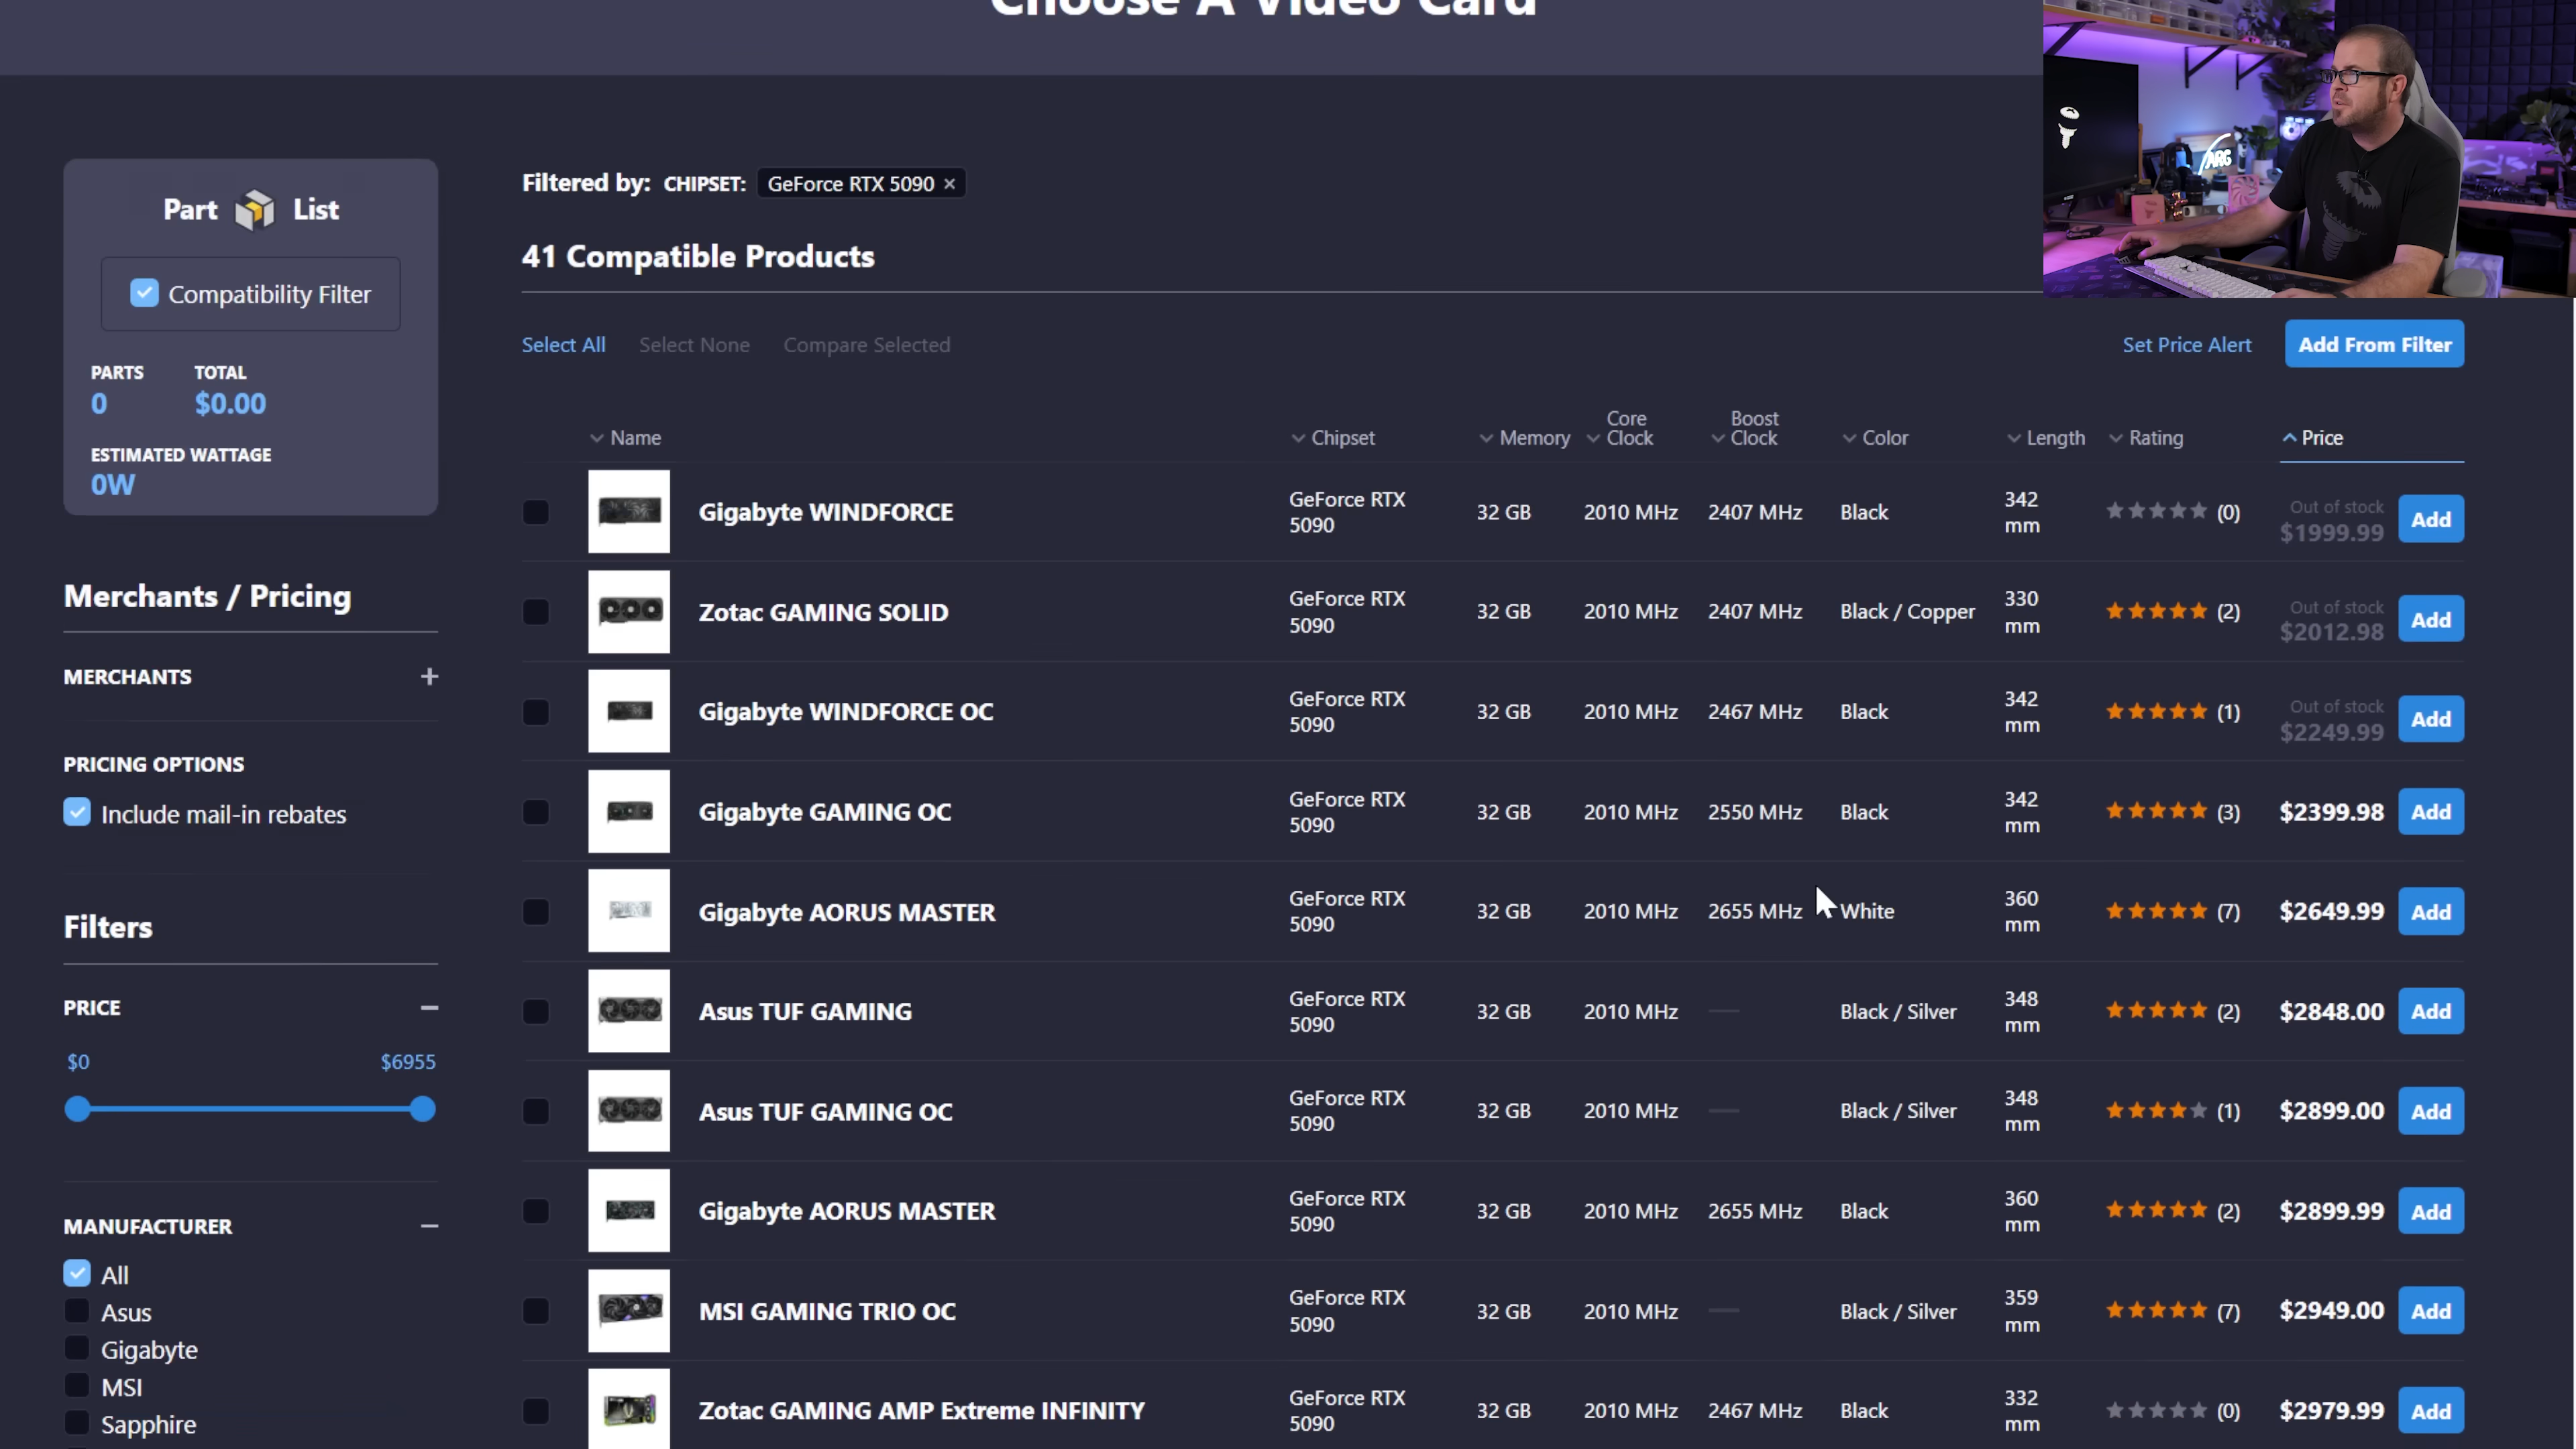 Choose A Video Card
Part List
Compatibility Filter
PARTS TOTAL
0 $0.00
ESTIMATED WATTAGE
0W
Merchants / Pricing
MERCHANTS
PRICING OPTIONS
Include mail-in rebates
Filters
PRICE
$0 $6955
MANUFACTURER
All
Asus
Gigabyte
MSI
Sapphire
Filtered by: CHIPSET: GeForce RTX 5090 ×
41 Compatible Products
Select All Select None Compare Selected Set Price Alert Add From Filter
Name Chipset Memory Core Clock Boost Clock Color Length Rating Price
Gigabyte WINDFORCE GeForce RTX 5090 32 GB 2010 MHz 2407 MHz Black 342 mm (0) Out of stock $1999.99 Add
Zotac GAMING SOLID GeForce RTX 5090 32 GB 2010 MHz 2407 MHz Black / Copper 330 mm (2) Out of stock $2012.98 Add
Gigabyte WINDFORCE OC GeForce RTX 5090 32 GB 2010 MHz 2467 MHz Black 342 mm (1) Out of stock $2249.99 Add
Gigabyte GAMING OC GeForce RTX 5090 32 GB 2010 MHz 2550 MHz Black 342 mm (3) $2399.98 Add
Gigabyte AORUS MASTER GeForce RTX 5090 32 GB 2010 MHz 2655 MHz White 360 mm (7) $2649.99 Add
Asus TUF GAMING GeForce RTX 5090 32 GB 2010 MHz — Black / Silver 348 mm (2) $2848.00 Add
Asus TUF GAMING OC GeForce RTX 5090 32 GB 2010 MHz — Black / Silver 348 mm (1) $2899.00 Add
Gigabyte AORUS MASTER GeForce RTX 5090 32 GB 2010 MHz 2655 MHz Black 360 mm (2) $2899.99 Add
MSI GAMING TRIO OC GeForce RTX 5090 32 GB 2010 MHz — Black / Silver 359 mm (7) $2949.00 Add
Zotac GAMING AMP Extreme INFINITY GeForce RTX 5090 32 GB 2010 MHz 2467 MHz Black 332 mm (0) $2979.99 Add